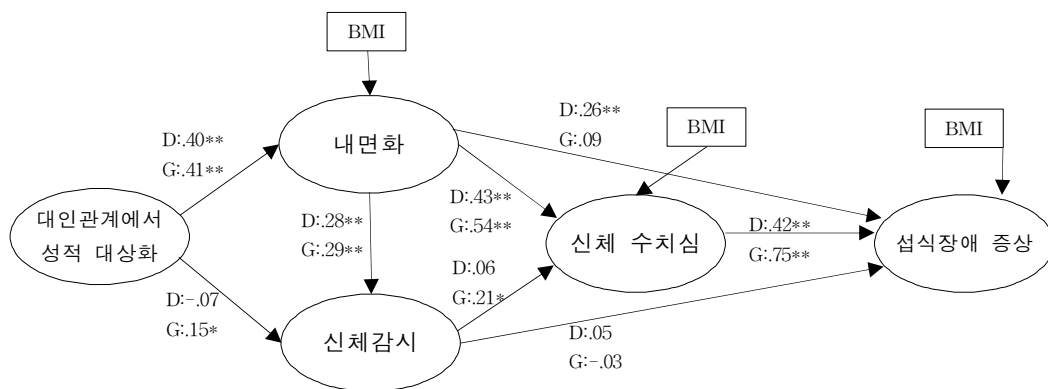 BMI
D:.26**
G:.09
BMI
BMI
D:.40**
G:.41**
내면화
D:.43**
G:.54**
대인관계에서
성적 대상화
D:.28**
G:.29**
신체 수치심
D:.42**
G:.75**
섭식장애 증상
D:.06
G:.21*
D:-.07
G:.15*
신체감시
D:.05
G:-.03